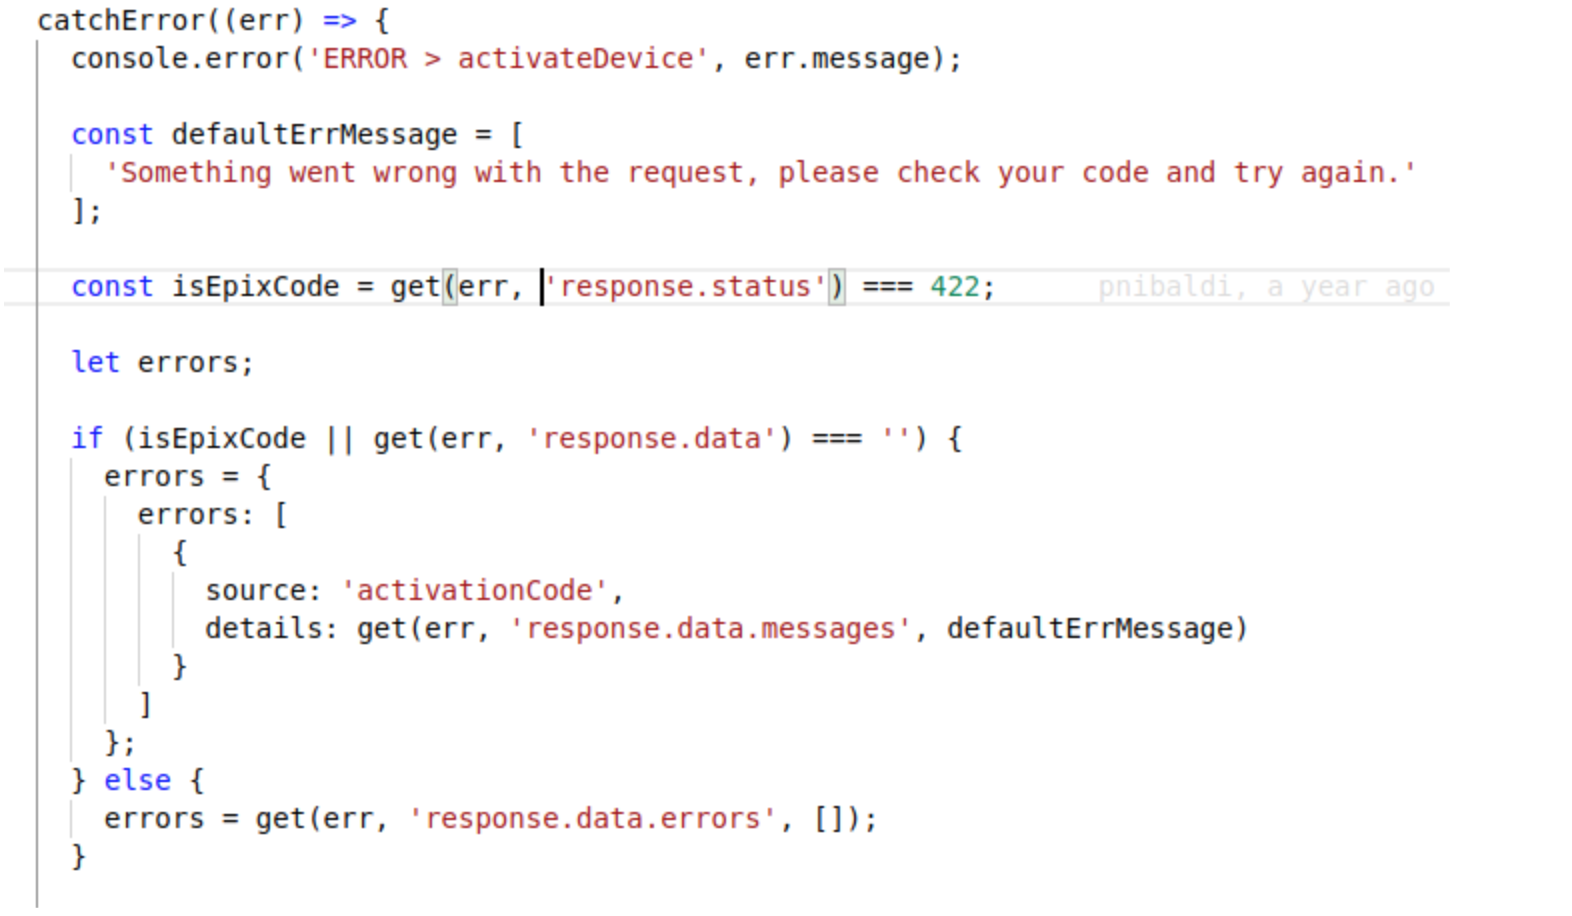 catchError((err) => {
console.error('ERROR > activateDevice', err.message);
const defaultErrMessage = [
'Something went wrong with the request, please check your code and try again.'
];
const isEpixCode = get(err, 'response.status') === 422; pnibaldi, a year ago
let errors;
if (isEpixCode || get(err, 'response.data') === '') {
errors = {
errors: [
{
source: 'activationCode',
details: get(err, 'response.data.messages', defaultErrMessage)
}
]
};
} else {
errors = get(err, 'response.data.errors', []);
}